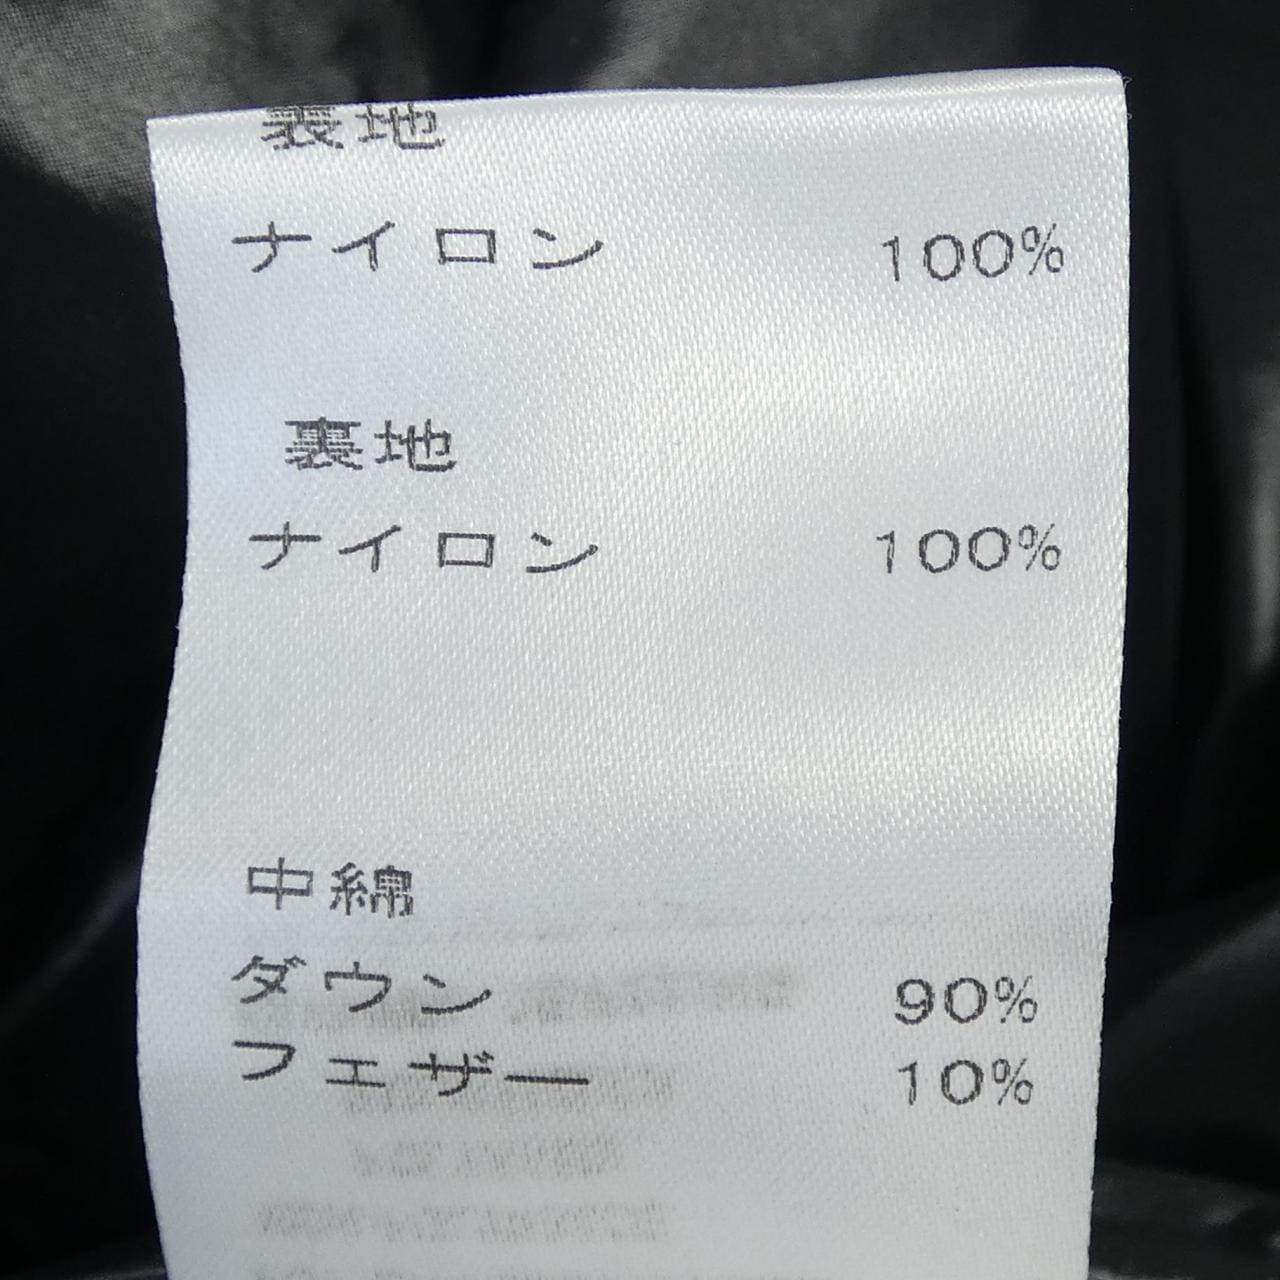 裏地
ナイロン 100%
裏地
ナイロン 100%
中綿
ダウン 90%
フェザー 10%